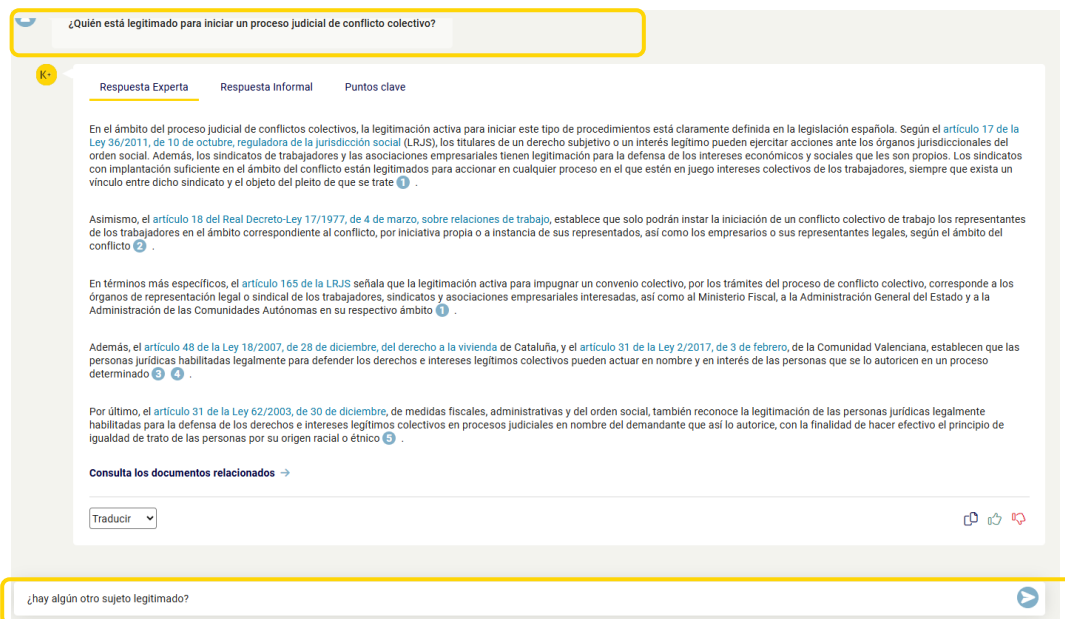 ¿Quién está legitimado para iniciar un proceso judicial de conflicto colectivo?
K+
Respuesta Experta Respuesta Informal Puntos clave
En el ámbito del proceso judicial de conflictos colectivos, la legitimación activa para iniciar este tipo de procedimientos está claramente definida en la legislación española. Según el artículo 17 de la
Ley 36/2011, de 10 de octubre, reguladora de la jurisdicción social (LRJS), los titulares de un derecho subjetivo o un interés legítimo pueden ejercitar acciones ante los órganos jurisdiccionales del
orden social. Además, los sindicatos de trabajadores y las asociaciones empresariales tienen legitimación para la defensa de los intereses económicos y sociales que les son propios. Los sindicatos
con implantación suficiente en el ámbito del conflicto están legitimados para accionar en cualquier proceso en el que estén en juego intereses colectivos de los trabajadores, siempre que exista un
vínculo entre dicho sindicato y el objeto del pleito de que se trate 1 .
Asimismo, el artículo 18 del Real Decreto-Ley 17/1977, de 4 de marzo, sobre relaciones de trabajo, establece que solo podrán instar la iniciación de un conflicto colectivo de trabajo los representantes
de los trabajadores en el ámbito correspondiente al conflicto, por iniciativa propia o a instancia de sus representados, así como los empresarios o sus representantes legales, según el ámbito del
conflicto 2 .
En términos más específicos, el artículo 165 de la LRJS señala que la legitimación activa para impugnar un convenio colectivo, por los trámites del proceso de conflicto colectivo, corresponde a los
órganos de representación legal o sindical de los trabajadores, sindicatos y asociaciones empresariales interesadas, así como al Ministerio Fiscal, a la Administración General del Estado y a la
Administración de las Comunidades Autónomas en su respectivo ámbito 1 .
Además, el artículo 48 de la Ley 18/2007, de 28 de diciembre, del derecho a la vivienda de Cataluña, y el artículo 31 de la Ley 2/2017, de 3 de febrero, de la Comunidad Valenciana, establecen que las
personas jurídicas habilitadas legalmente para defender los derechos e intereses legítimos colectivos pueden actuar en nombre y en interés de las personas que se lo autoricen en un proceso
determinado 3 4 .
Por último, el artículo 31 de la Ley 62/2003, de 30 de diciembre, de medidas fiscales, administrativas y del orden social, también reconoce la legitimación de las personas jurídicas legalmente
habilitadas para la defensa de los derechos e intereses legítimos colectivos en procesos judiciales en nombre del demandante que así lo autorice, con la finalidad de hacer efectivo el principio de
igualdad de trato de las personas por su origen racial o étnico 5 .
Consulta los documentos relacionados →
Traducir
¿hay algún otro sujeto legitimado?